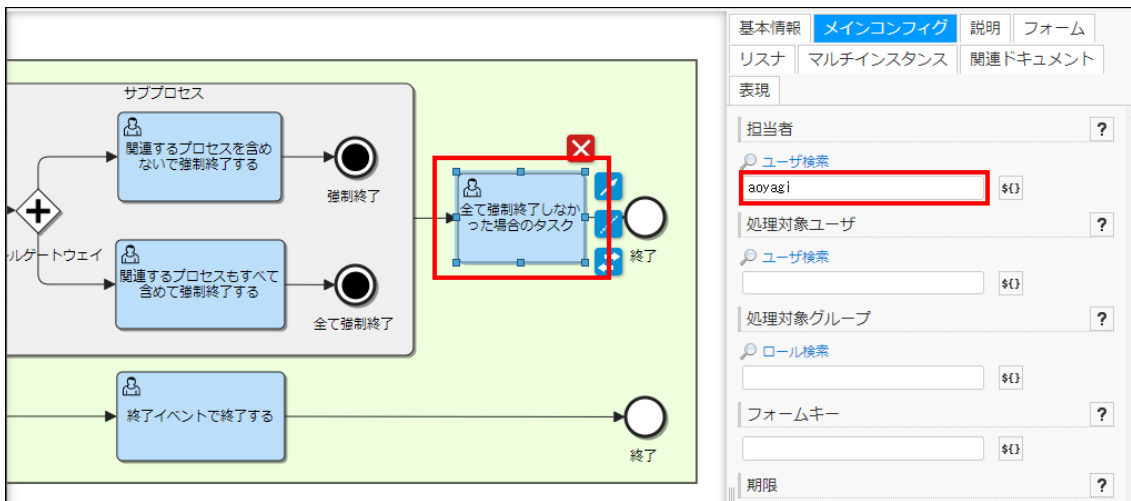 サブプロセス
関連するプロセスを含め
ないで強制終了する
強制終了
ルゲートウェイ
関連するプロセスもすべて
含めて強制終了する
全て強制終了
全て強制終了しなか
った場合のタスク
終了
終了イベントで終了する
終了
基本情報 メインコンフィグ 説明 フォーム
リスナ マルチインスタンス 関連ドキュメント
表現
担当者 ?
ユーザ検索
aoyagi ${}
処理対象ユーザ ?
ユーザ検索
${}
処理対象グループ ?
ロール検索
${}
フォームキー ?
${}
期限 ?